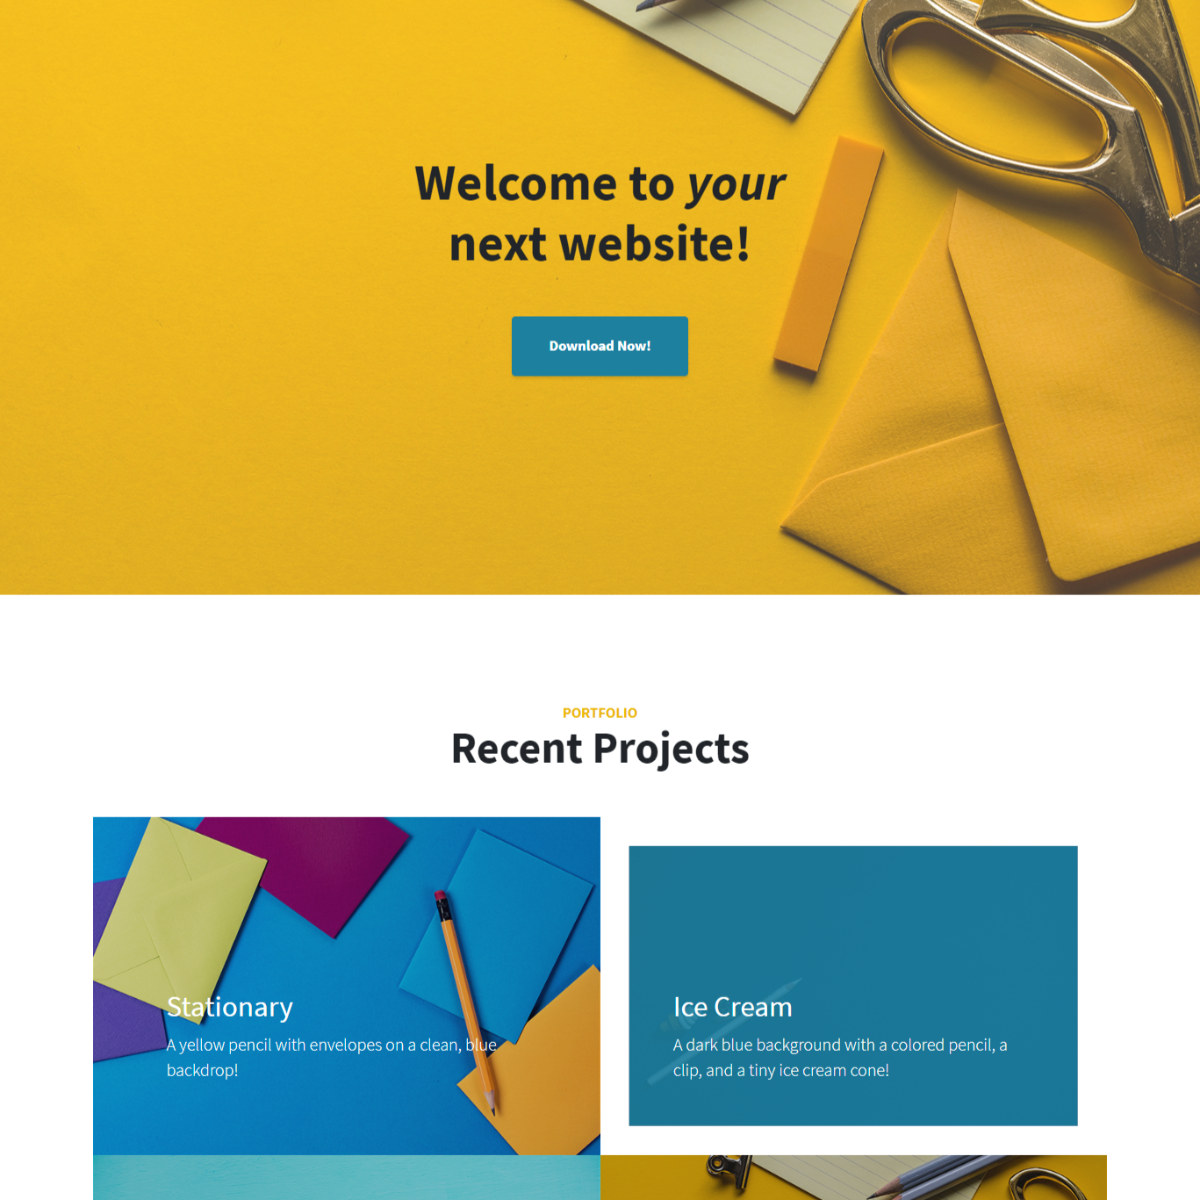 Welcome to your
next website!
Download Now!
PORTFOLIO
Recent Projects
Stationary
A yellow pencil with envelopes on a clean, blue
backdrop!
Ice Cream
A dark blue background with a colored pencil, a
clip, and a tiny ice cream cone!